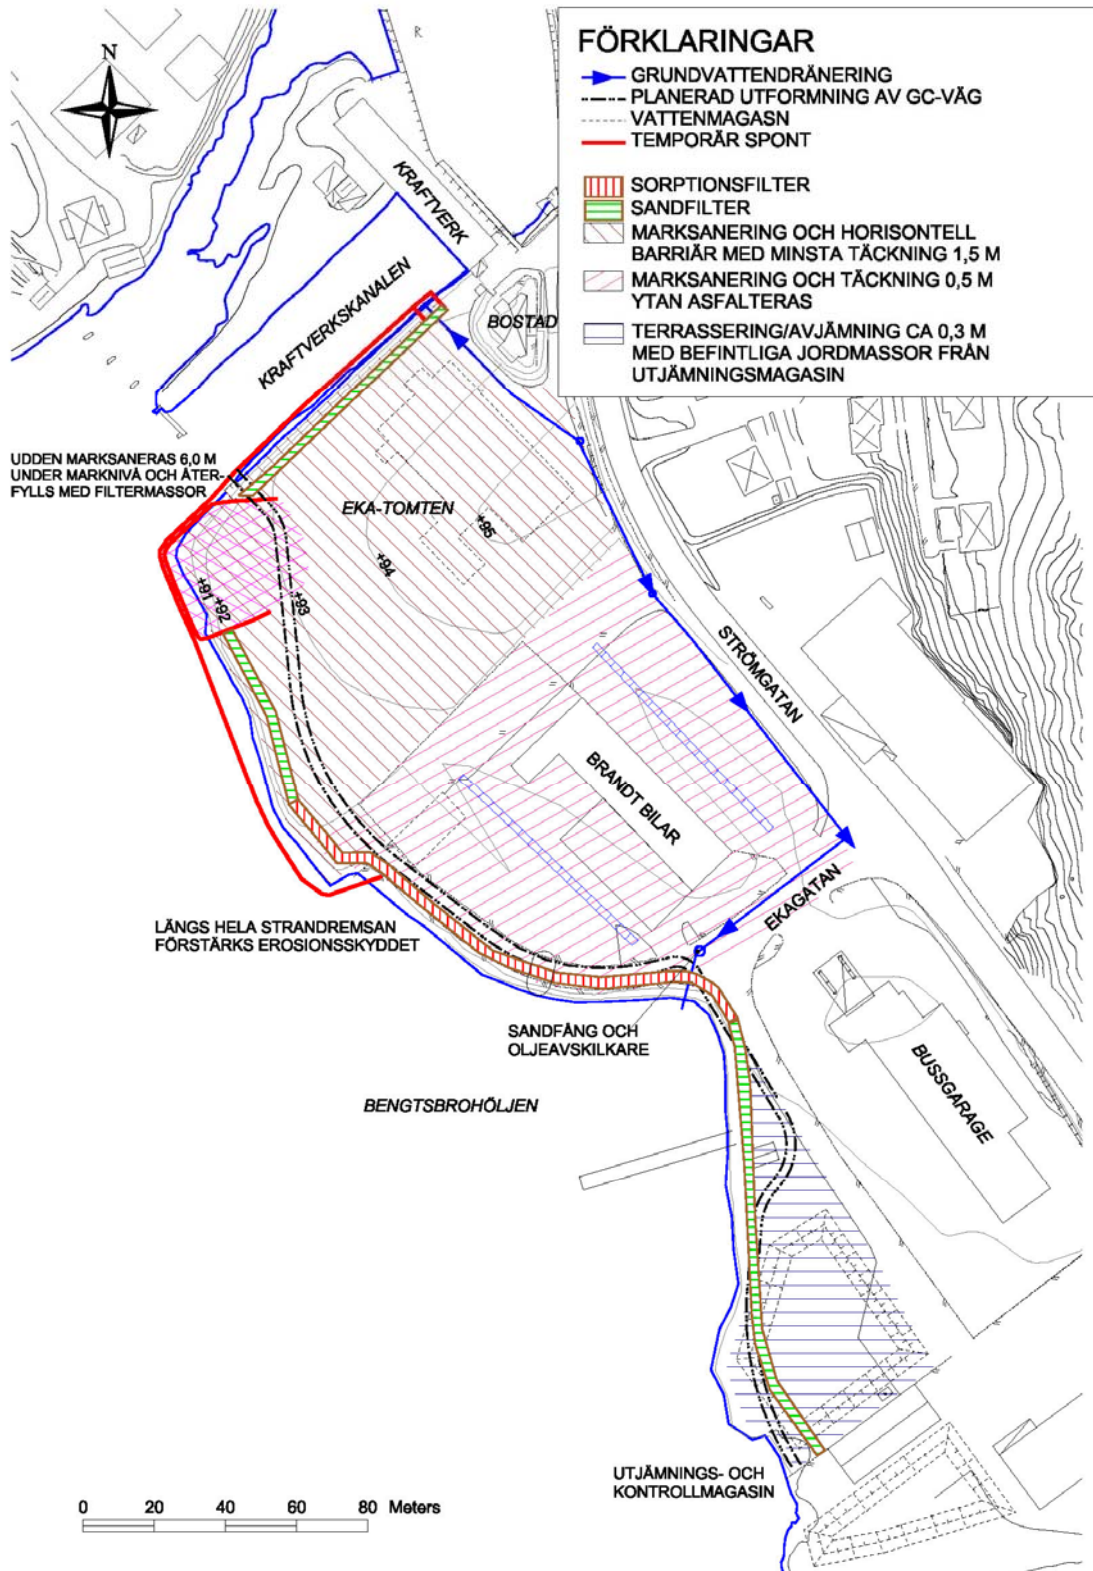 FÖRKLARINGAR
GRUNDVATTENDRÄNERING
PLANERAD UTFORMNING AV GC-VÄG
VATTENMAGASN
TEMPORÄR SPONT
SORPTIONSFILTER
SANDFILTER
MARKSANERING OCH HORISONTELL
BARRIÄR MED MINSTA TÄCKNING 1,5 M
MARKSANERING OCH TÄCKNING 0,5 M
YTAN ASFALTERAS
TERRASSERING/AVJÄMNING CA 0,3 M
MED BEFINTLIGA JORDMASSOR FRÅN
UTJÄMNINGSMAGASIN
N
R
KRAFTVERK
KRAFTVERKSKANALEN
BOSTAD
UDDEN MARKSANERAS 6,0 M
UNDER MARKNIVÅ OCH ÅTER-
FYLLS MED FILTERMASSOR
EKA-TOMTEN
+95
+94
+93
+92
+91
STRÖMGATAN
BRANDT BILAR
EKAGATAN
LÄNGS HELA STRANDREMSAN
FÖRSTÄRKS EROSIONSSKYDDET
SANDFÅNG OCH
OLJEAVSKILKARE
BUSSGARAGE
BENGTSBROHÖLJEN
UTJÄMNINGS- OCH
KONTROLLMAGASIN
0 20 40 60 80 Meters